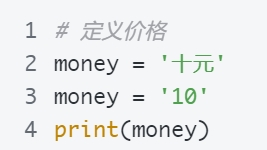 1 # 定义价格
2 money = '十元'
3 money = '10'
4 print(money)